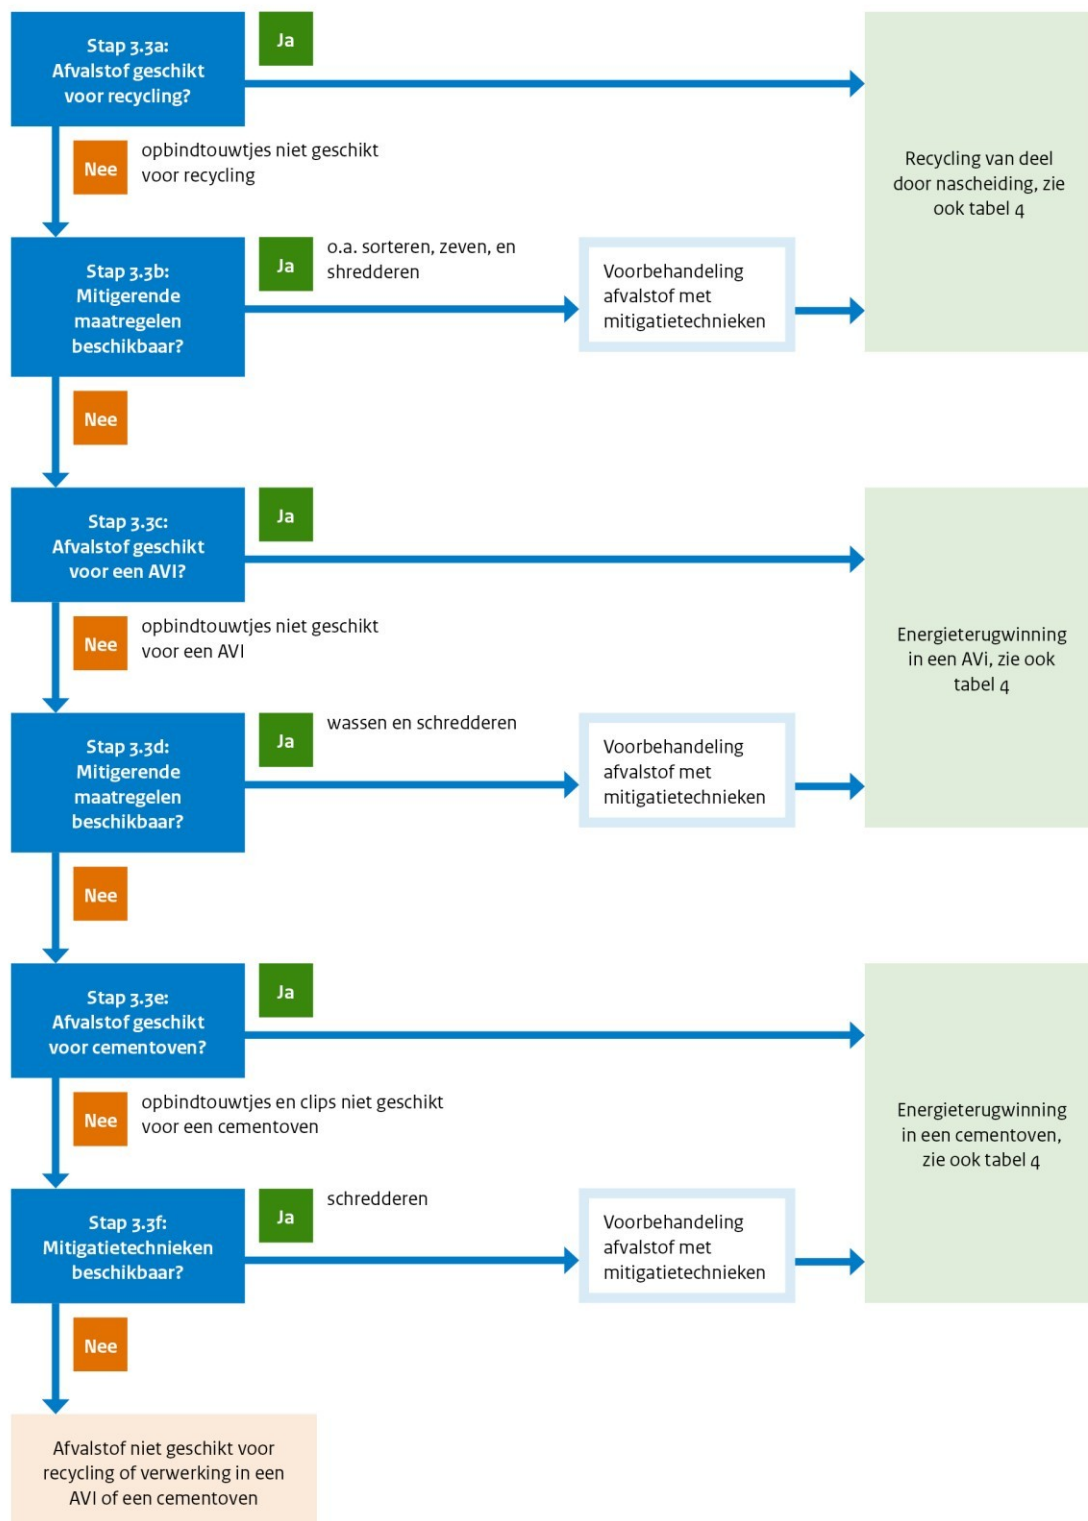 Stap 3.3a:
Afvalstof geschikt
voor recycling?
Ja
Nee
opbindtouwtjes niet geschikt
voor recycling
Recycling van deel
door nascheiding, zie
ook tabel 4
Stap 3.3b:
Mitigerende
maatregelen
beschikbaar?
Ja
o.a. sorteren, zeven, en
shredderen
Voorbehandeling
afvalstof met
mitigatietechnieken
Nee
Stap 3.3c:
Afvalstof geschikt
voor een AVI?
Ja
Nee
opbindtouwtjes niet geschikt
voor een AVI
Energieterugwinning
in een AVi, zie ook
tabel 4
Stap 3.3d:
Mitigerende
maatregelen
beschikbaar?
Ja
wassen en schredderen
Voorbehandeling
afvalstof met
mitigatietechnieken
Nee
Stap 3.3e:
Afvalstof geschikt
voor cementoven?
Ja
Nee
opbindtouwtjes en clips niet geschikt
voor een cementoven
Energieterugwinning
in een cementoven,
zie ook tabel 4
Stap 3.3f:
Mitigatietechnieken
beschikbaar?
Ja
schredderen
Voorbehandeling
afvalstof met
mitigatietechnieken
Nee
Afvalstof niet geschikt voor
recycling of verwerking in een
AVI of een cementoven